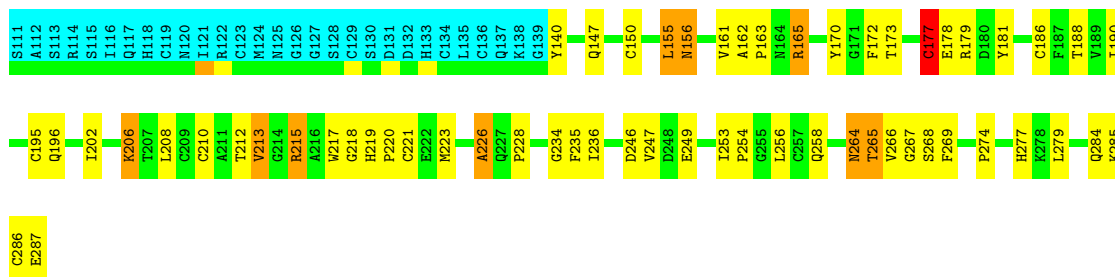 S111 A112 S113 R114 S115 I116 Q117 H118 C119 N120 I121 R122 C123 M124 N125 G126 G127 S128 C129 S130 D131 D132 H133 C134 L135 C136 Q137 K138 G139 Y140 Q147 C150 L155 N156 V161 A162 P163 N164 R165 Y170 G171 F172 T173 C177 E178 R179 D180 Y181 C186 F187 T188 V189
C195 Q196 I202 K206 T207 L208 C209 C210 A211 T212 V213 G214 R215 A216 W217 G218 H219 P220 C221 E222 M223 A226 Q227 P228 G234 F235 I236 D246 V247 D248 E249 I253 P254 G255 L256 C257 Q258 N264 T265 V266 G267 S268 F269 P274 H277 K278 L279 Q284 K285
C286 E287